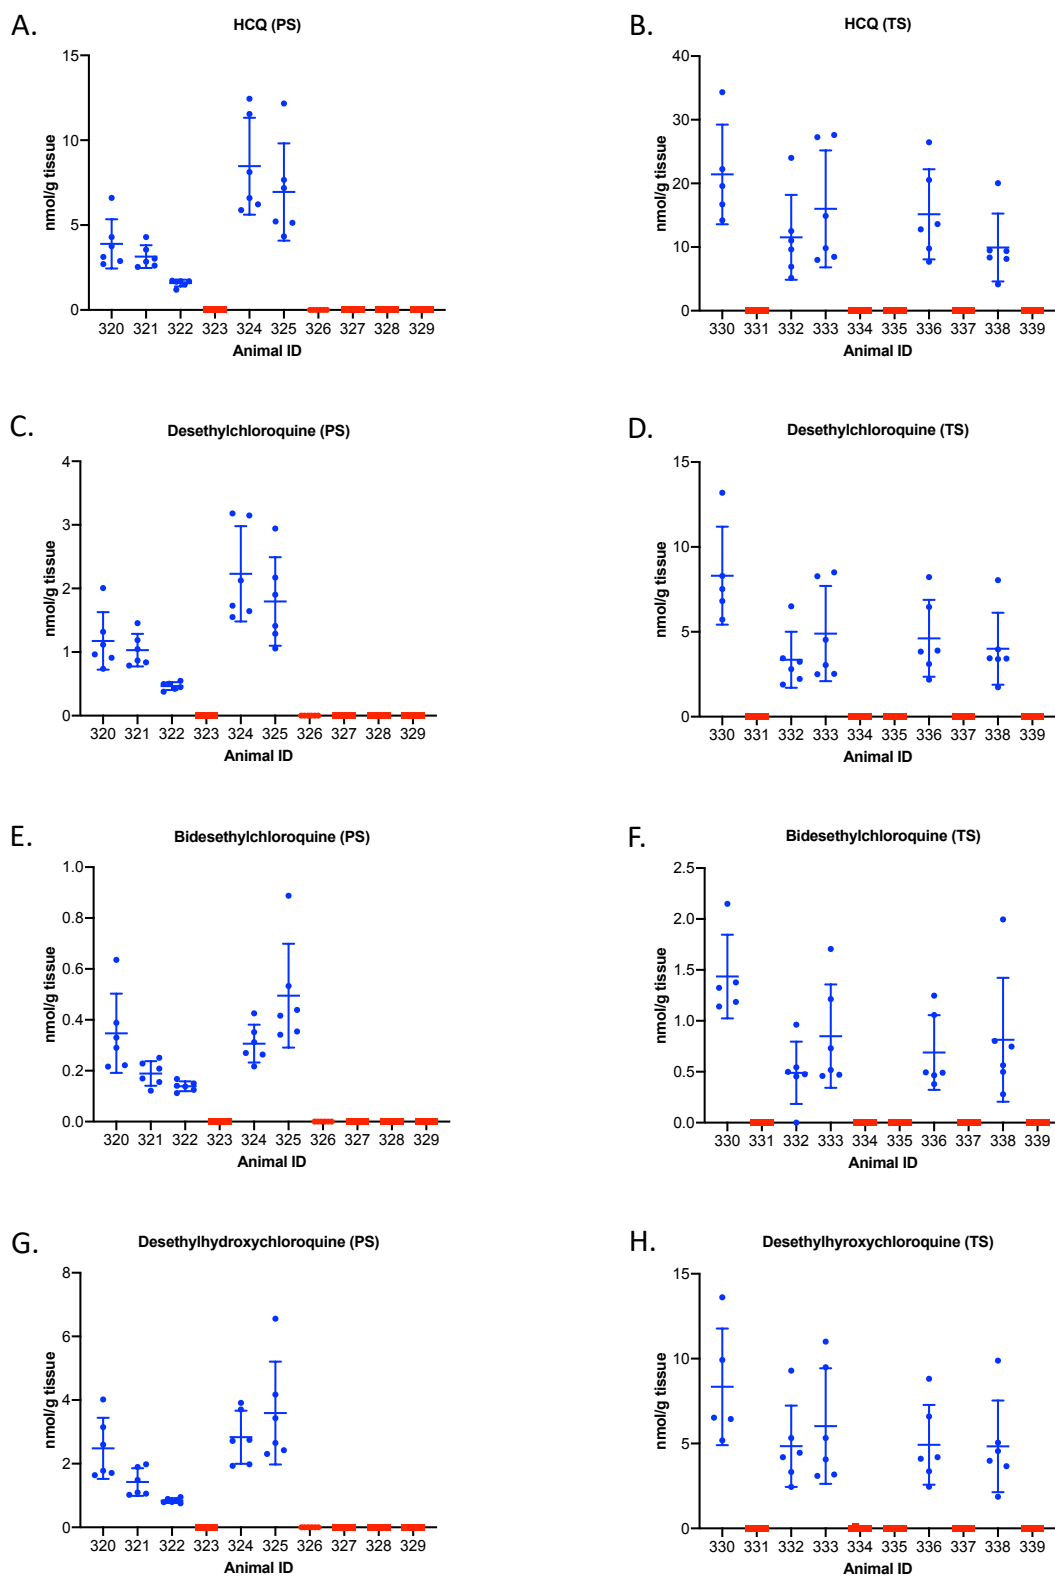 A.
HCQ (PS)
15
10
5
0
nmol/g tissue
320 321 322 323 324 325 326 327 328 329
Animal ID
B.
HCQ (TS)
40
30
20
10
0
nmol/g tissue
330 331 332 333 334 335 336 337 338 339
Animal ID
C.
Desethylchloroquine (PS)
4
3
2
1
0
nmol/g tissue
320 321 322 323 324 325 326 327 328 329
Animal ID
D.
Desethylchloroquine (TS)
15
10
5
0
nmol/g tissue
330 331 332 333 334 335 336 337 338 339
Animal ID
E.
Bidesethylchloroquine (PS)
1.0
0.8
0.6
0.4
0.2
0.0
nmol/g tissue
320 321 322 323 324 325 326 327 328 329
Animal ID
F.
Bidesethylchloroquine (TS)
2.5
2.0
1.5
1.0
0.5
0.0
nmol/g tissue
330 331 332 333 334 335 336 337 338 339
Animal ID
G.
Desethylhydroxychloroquine (PS)
8
6
4
2
0
nmol/g tissue
320 321 322 323 324 325 326 327 328 329
Animal ID
H.
Desethylhyroxychloroquine (TS)
15
10
5
0
nmol/g tissue
330 331 332 333 334 335 336 337 338 339
Animal ID